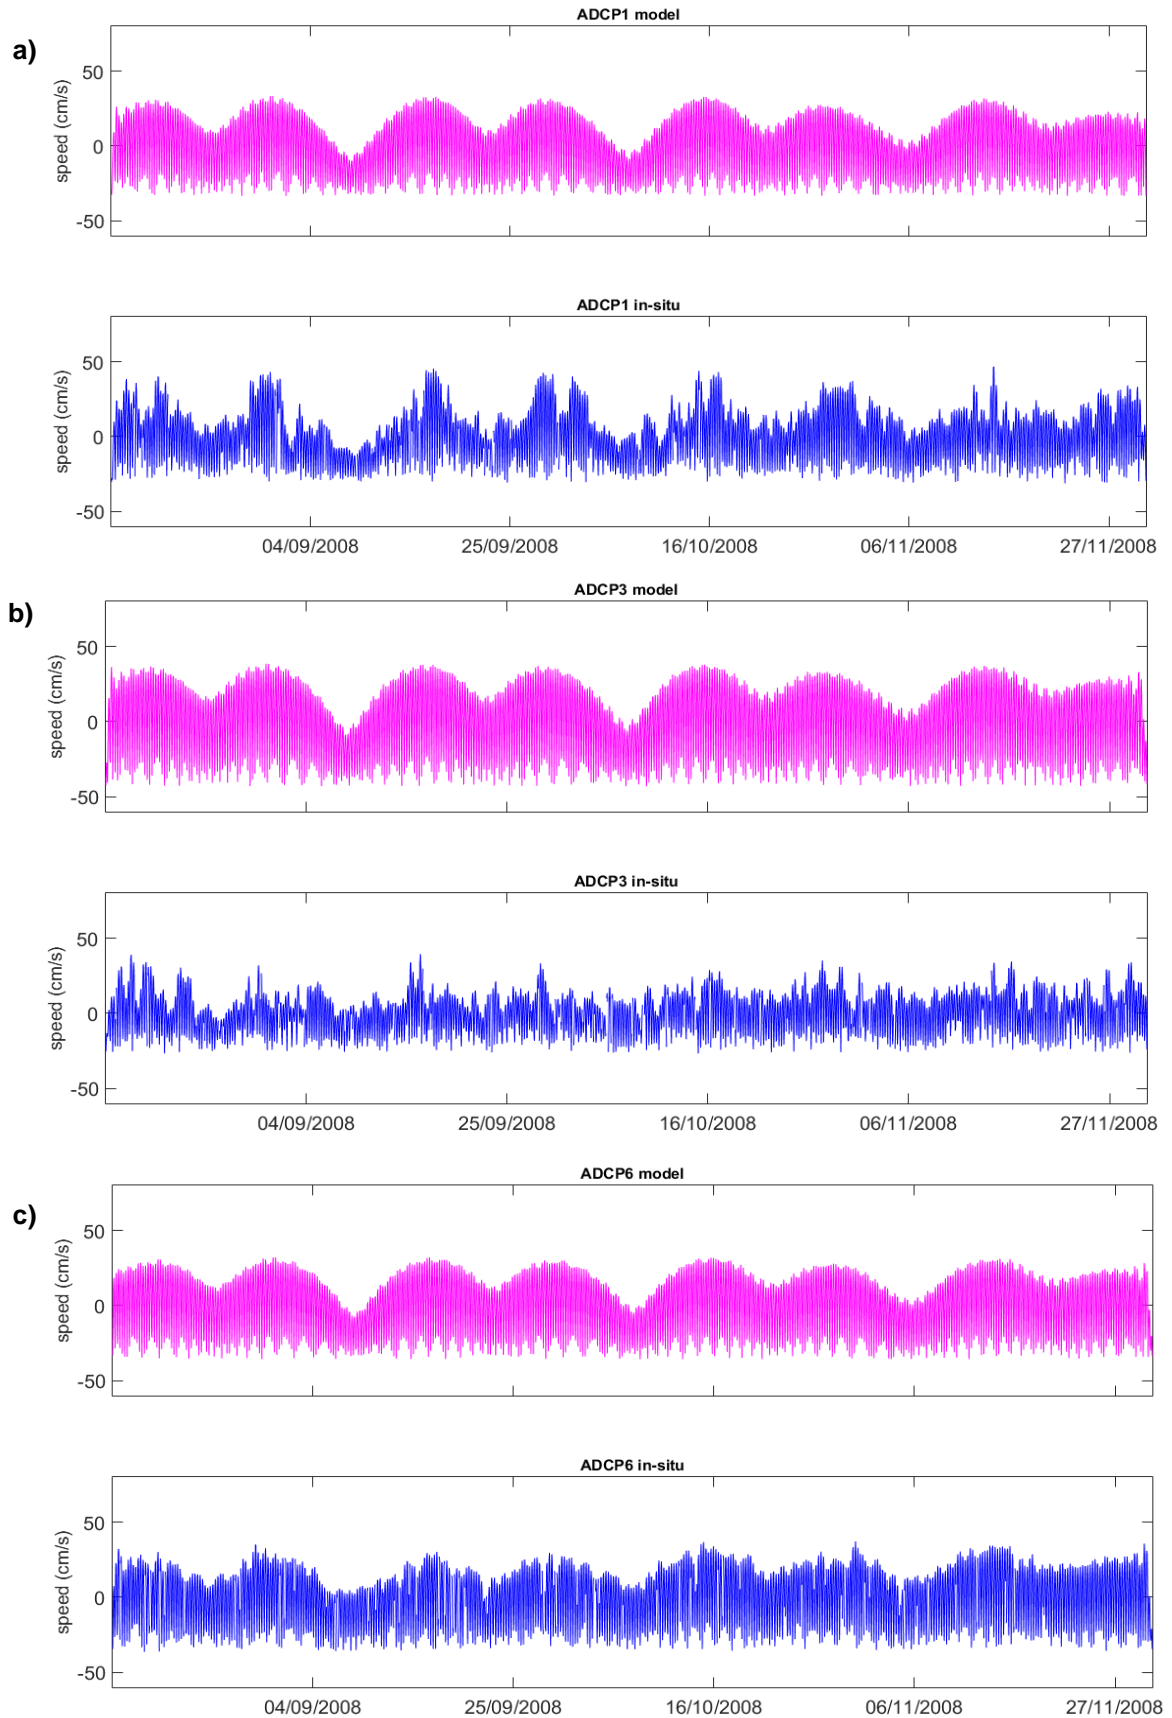 ADCP1 model
a)
50
0
-50
speed (cm/s)
ADCP1 in-situ
50
0
-50
speed (cm/s)
04/09/2008 25/09/2008 16/10/2008 06/11/2008 27/11/2008
ADCP3 model
b)
50
0
-50
speed (cm/s)
ADCP3 in-situ
50
0
-50
speed (cm/s)
04/09/2008 25/09/2008 16/10/2008 06/11/2008 27/11/2008
ADCP6 model
c)
50
0
-50
speed (cm/s)
ADCP6 in-situ
50
0
-50
speed (cm/s)
04/09/2008 25/09/2008 16/10/2008 06/11/2008 27/11/2008